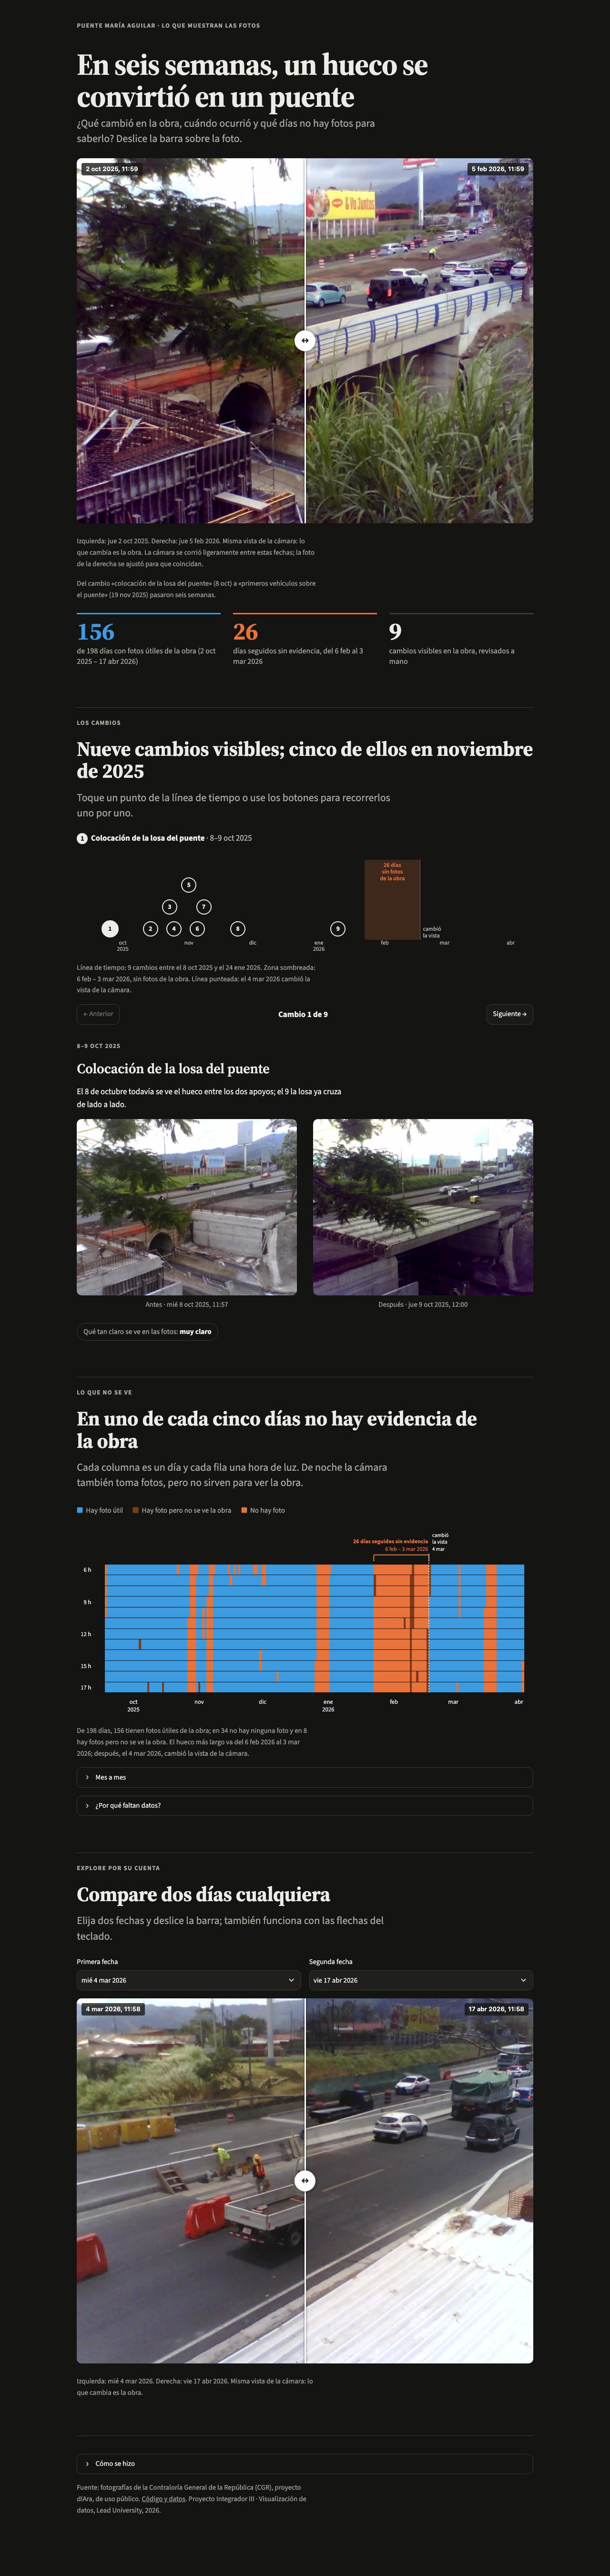 PUENTE MARÍA AGUILAR · LO QUE MUESTRAN LAS FOTOS
En seis semanas, un hueco se
convirtió en un puente
¿Qué cambió en la obra, cuándo ocurrió y qué días no hay fotos para
saberlo? Deslice la barra sobre la foto.
2 oct 2025, 11:59
5 feb 2026, 11:59
& Vo Juntos
Izquierda: jue 2 oct 2025. Derecha: jue 5 feb 2026. Misma vista de la cámara: lo
que cambia es la obra. La cámara se corrió ligeramente entre estas fechas; la foto
de la derecha se ajustó para que coincidan.
Del cambio «colocación de la losa del puente» (8 oct) a «primeros vehículos sobre
el puente» (19 nov 2025) pasaron seis semanas.
156
de 198 días con fotos útiles de la obra (2 oct
2025 – 17 abr 2026)
26
días seguidos sin evidencia, del 6 feb al 3
mar 2026
9
cambios visibles en la obra, revisados a
mano
LOS CAMBIOS
Nueve cambios visibles; cinco de ellos en noviembre
de 2025
Toque un punto de la línea de tiempo o use los botones para recorrerlos
uno por uno.
1 Colocación de la losa del puente · 8–9 oct 2025
26 días
sin fotos
de la obra
5
3 7
1 2 4 6 8 9
cambió
la vista
oct nov dic ene feb mar abr
2025 2026
Línea de tiempo: 9 cambios entre el 8 oct 2025 y el 24 ene 2026. Zona sombreada:
6 feb – 3 mar 2026, sin fotos de la obra. Línea punteada: el 4 mar 2026 cambió la
vista de la cámara.
← Anterior
Cambio 1 de 9
Siguiente →
8–9 OCT 2025
Colocación de la losa del puente
El 8 de octubre todavía se ve el hueco entre los dos apoyos; el 9 la losa ya cruza
de lado a lado.
Antes · mié 8 oct 2025, 11:57
Después · jue 9 oct 2025, 12:00
Qué tan claro se ve en las fotos: muy claro
LO QUE NO SE VE
En uno de cada cinco días no hay evidencia de
la obra
Cada columna es un día y cada fila una hora de luz. De noche la cámara
también toma fotos, pero no sirven para ver la obra.
Hay foto útil
Hay foto pero no se ve la obra
No hay foto
26 días seguidos sin evidencia
6 feb – 3 mar 2026
cambió
la vista
4 mar
6 h
9 h
12 h
15 h
17 h
oct nov dic ene feb mar abr
2025 2026
De 198 días, 156 tienen fotos útiles de la obra; en 34 no hay ninguna foto y en 8
hay fotos pero no se ve la obra. El hueco más largo va del 6 feb 2026 al 3 mar
2026; después, el 4 mar 2026, cambió la vista de la cámara.
› Mes a mes
› ¿Por qué faltan datos?
EXPLORE POR SU CUENTA
Compare dos días cualquiera
Elija dos fechas y deslice la barra; también funciona con las flechas del
teclado.
Primera fecha
mié 4 mar 2026
Segunda fecha
vie 17 abr 2026
4 mar 2026, 11:58
17 abr 2026, 11:58
Izquierda: mié 4 mar 2026. Derecha: vie 17 abr 2026. Misma vista de la cámara: lo
que cambia es la obra.
› Cómo se hizo
Fuente: fotografías de la Contraloría General de la República (CGR), proyecto
dIAra, de uso público. Código y datos. Proyecto Integrador III · Visualización de
datos, Lead University, 2026.